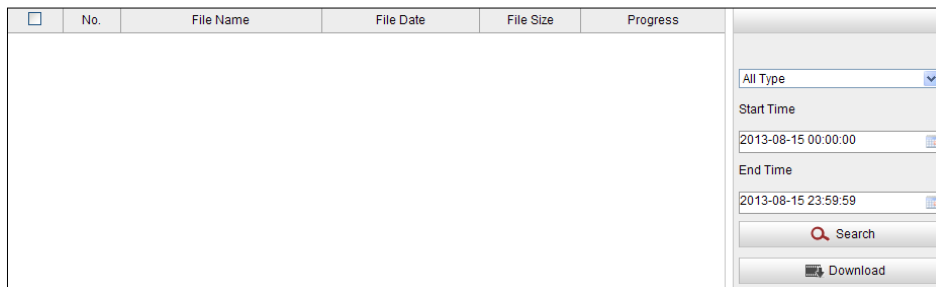 No. File Name File Date File Size Progress
All Type
Start Time
2013-08-15 00:00:00
End Time
2013-08-15 23:59:59
Search
Download